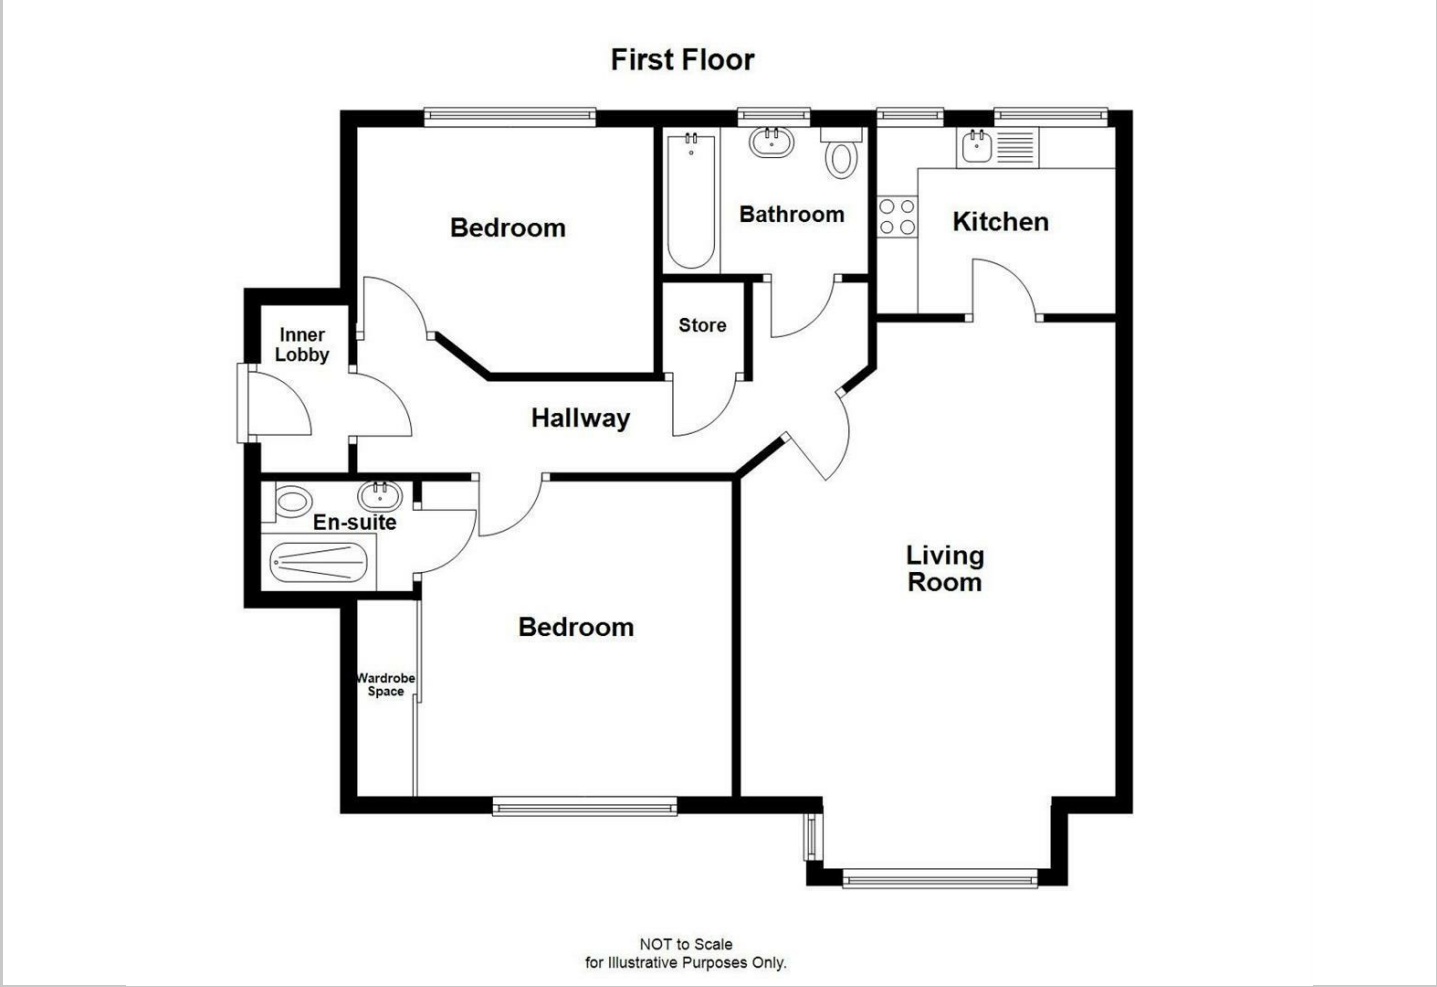 First Floor
Bedroom
Bathroom
Kitchen
Inner
Lobby
Store
Hallway
En-suite
Living
Room
Bedroom
Wardrobe
Space
NOT to Scale
for Illustrative Purposes Only.